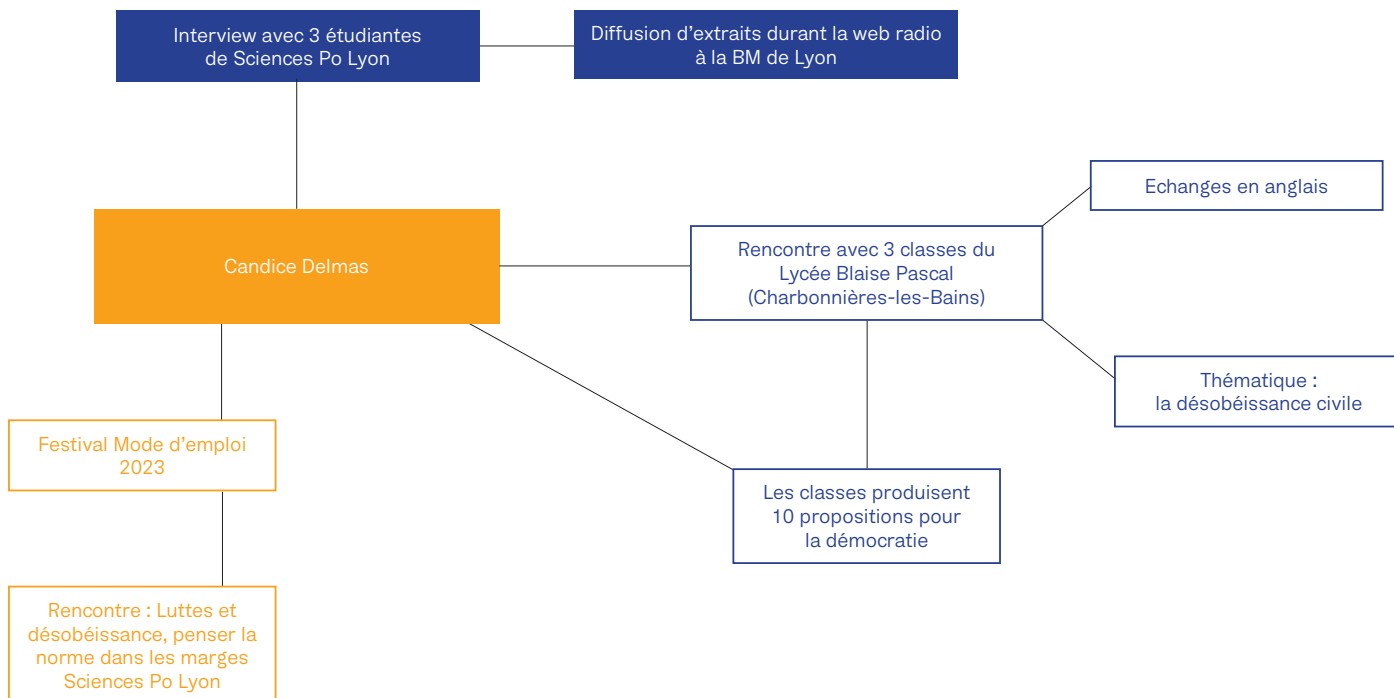 Interview avec 3 étudiantes
de Sciences Po Lyon
Diffusion d'extraits durant la web radio
à la BM de Lyon
Candice Delmas
Rencontre avec 3 classes du
Lycée Blaise Pascal
(Charbonnières-les-Bains)
Echanges en anglais
Thématique :
la désobéissance civile
Festival Mode d'emploi
2023
Les classes produisent
10 propositions pour
la démocratie
Rencontre : Luttes et
désobéissance, penser la
norme dans les marges
Sciences Po Lyon